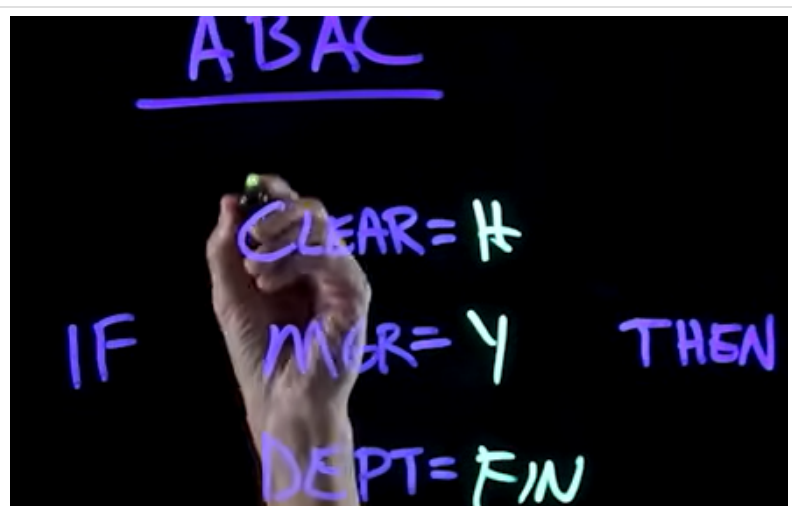 ABAC
CLEAR= H
IF MGR= Y THEN
DEPT= FIN